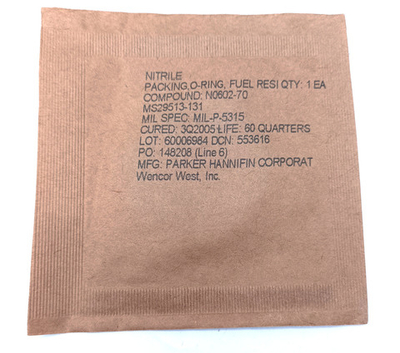 NITRILE
PACKING,O-RING, FUEL RESI QTY: 1 EA
COMPOUND: N0602-70
MS29513-131
MIL SPEC: MIL-P-5315
CURED: 3Q2005 LIFE: 60 QUARTERS
LOT: 60006984 DCN: 553616
PO: 148208 (Line 6)
MFG: PARKER HANNIFIN CORPORAT
Wencor West, Inc.